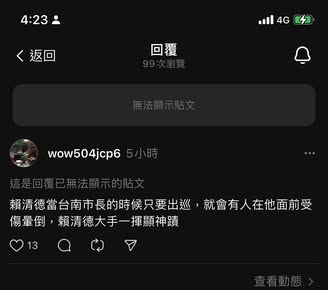 4:23
4G
返回
回覆
99次瀏覽
無法顯示貼文
wow504jcp6 5小時
這是回覆已無法顯示的貼文
賴清德當台南市長的時候只要出巡，就會有人在他面前受
傷暈倒，賴清德大手一揮顯神蹟
13
查看動態